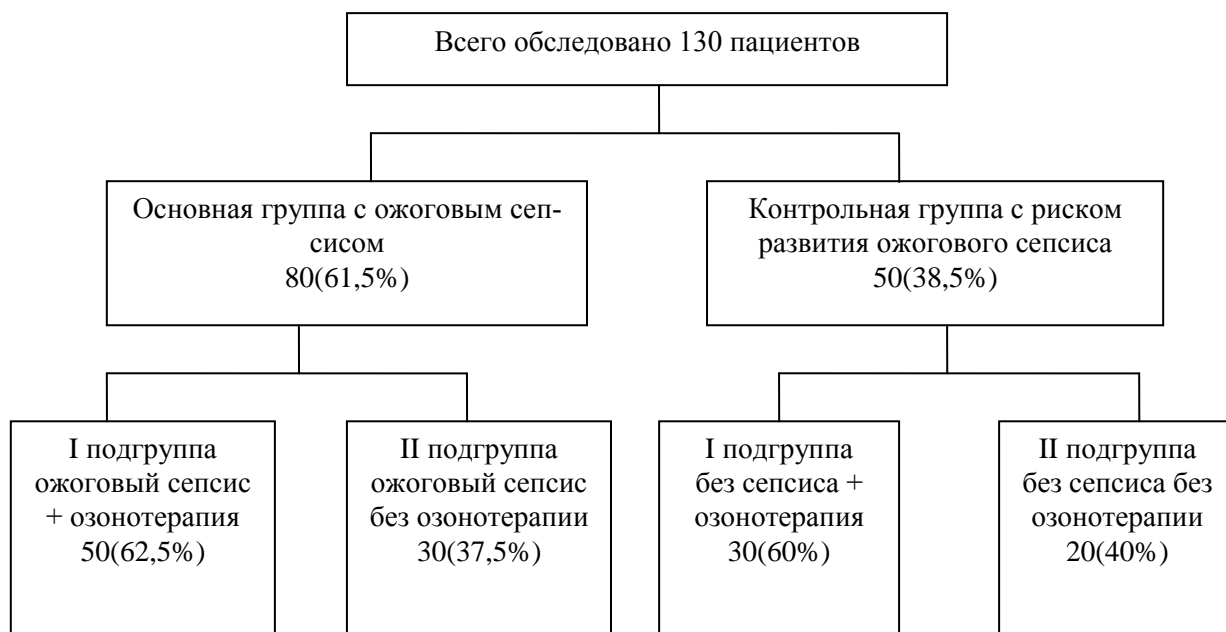 Всего обследовано 130 пациентов
Основная группа с ожоговым сеп-
сисом
80(61,5%)
Контрольная группа с риском
развития ожогового сепсиса
50(38,5%)
I подгруппа
ожоговый сепсис
+ озонотерапия
50(62,5%)
II подгруппа
ожоговый сепсис
без озонотерапии
30(37,5%)
I подгруппа
без сепсиса +
озонотерапия
30(60%)
II подгруппа
без сепсиса без
озонотерапии
20(40%)